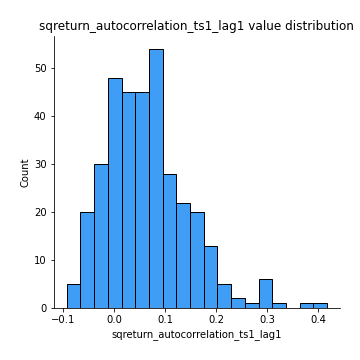 sqreturn_autocorrelation_ts1_lag1 value distribution
50
40
30
20
10
0
Count
−0.1 0.0 0.1 0.2 0.3 0.4
sqreturn_autocorrelation_ts1_lag1